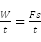 W/t = Fs/t